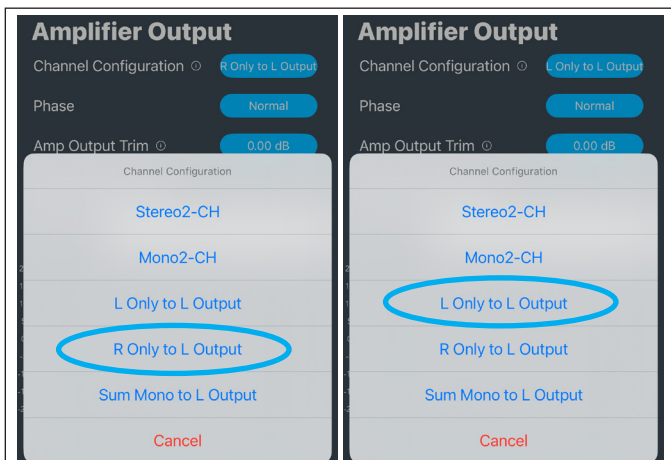 Amplifier Output
Channel Configuration R Only to L Output
Phase Normal
Amp Output Trim 0.00 dB
Channel Configuration
Stereo2-CH
Mono2-CH
L Only to L Output
R Only to L Output
Sum Mono to L Output
Cancel
Amplifier Output
Channel Configuration L Only to L Output
Phase Normal
Amp Output Trim 0.00 dB
Channel Configuration
Stereo2-CH
Mono2-CH
L Only to L Output
R Only to L Output
Sum Mono to L Output
Cancel